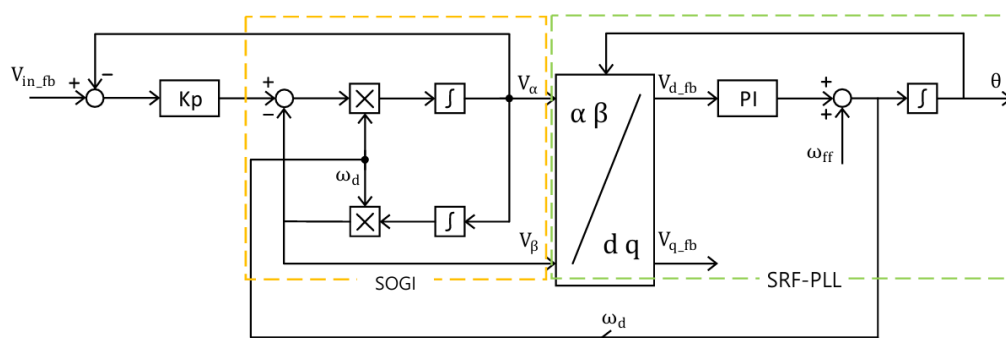 V_in_fb
+
−
Kp
+
−
∫
V_α
α β
V_d_fb
PI
+
+
∫
θ
ω_ff
ω_d
∫
V_β
d q
V_q_fb
SOGI
SRF-PLL
ω_d